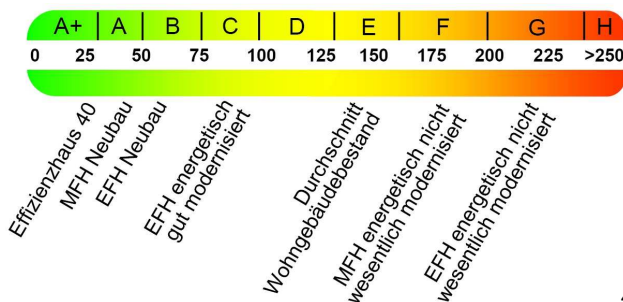 A+ A B C D E F G H
0 25 50 75 100 125 150 175 200 225 >250
Effizienzhaus 40
MFH Neubau
EFH Neubau
EFH energetisch
gut modernisiert
Durchschnitt
Wohngebäudebestand
MFH energetisch nicht
wesentlich modernisiert
EFH energetisch nicht
wesentlich modernisiert